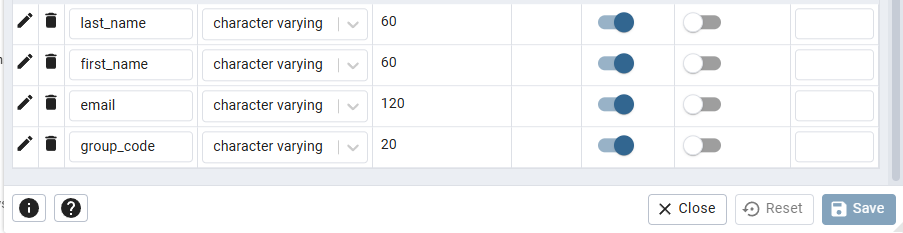 last_name character varying 60
first_name character varying 60
email character varying 120
group_code character varying 20
Close Reset Save